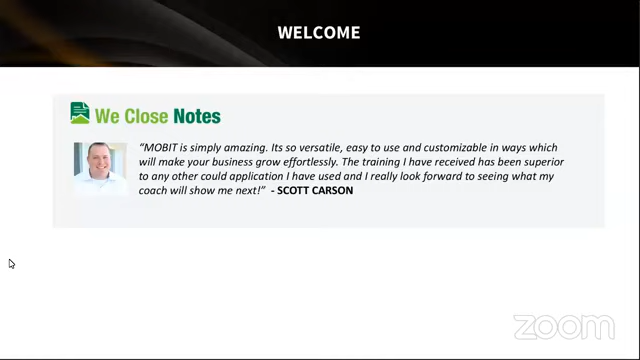 WELCOME
We Close Notes
“MOBIT is simply amazing. Its so versatile, easy to use and customizable in ways which
will make your business grow effortlessly. The training I have received has been superior
to any other could application I have used and I really look forward to seeing what my
coach will show me next!” - SCOTT CARSON
zoom